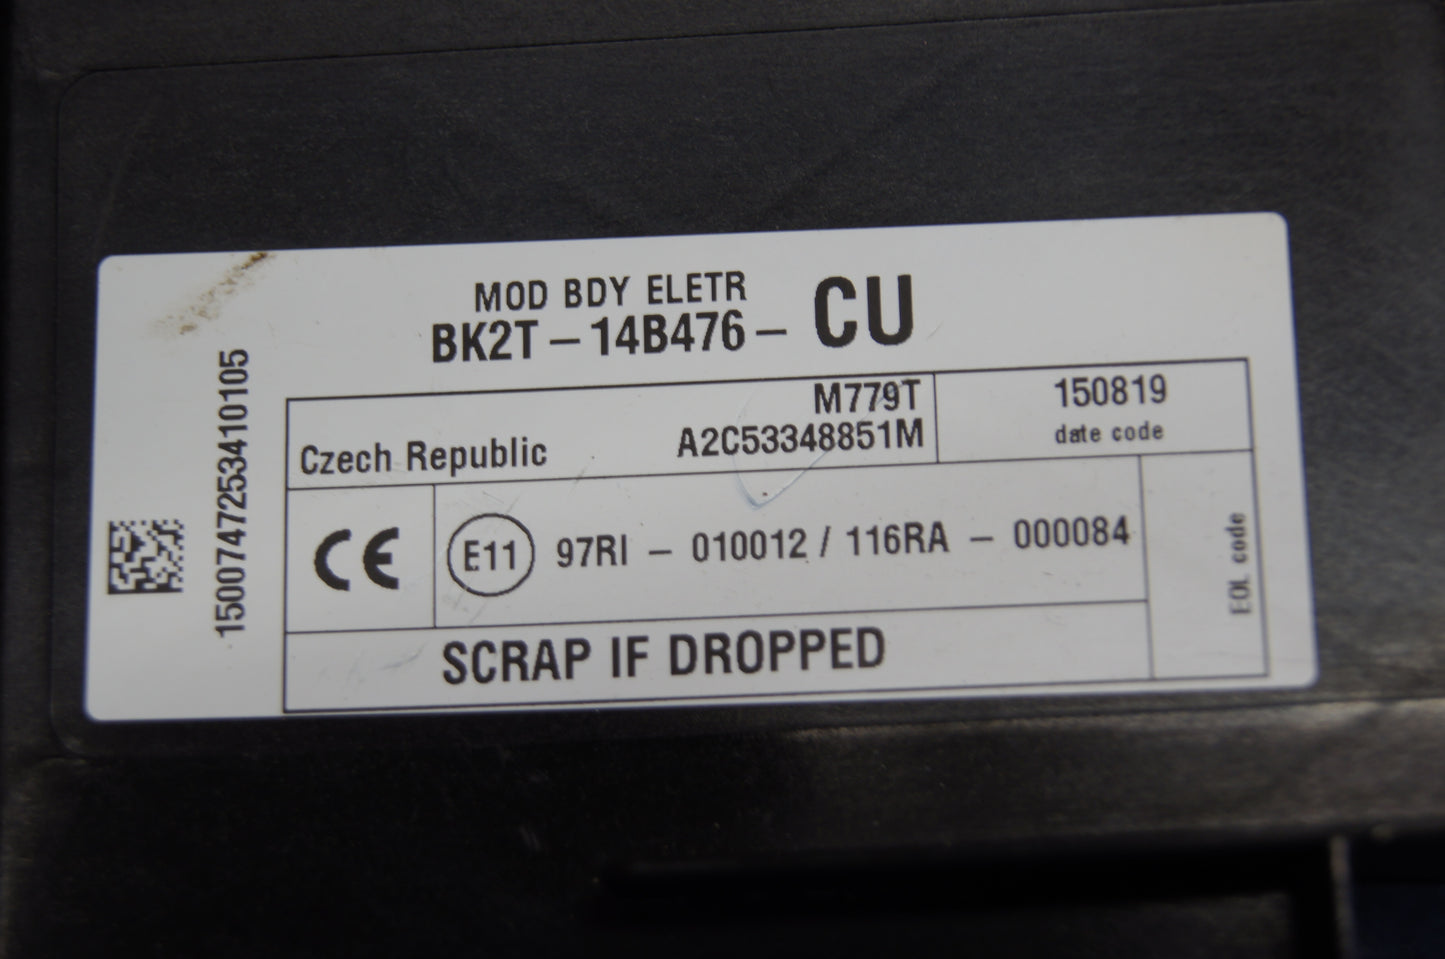 MOD BDY ELETR
BK2T-14B476-CU
M779T
Czech Republic A2C53348851M
150819
date code
CE
E11 97RI - 010012 / 116RA - 000084
SCRAP IF DROPPED
EOL code
1500747253410105